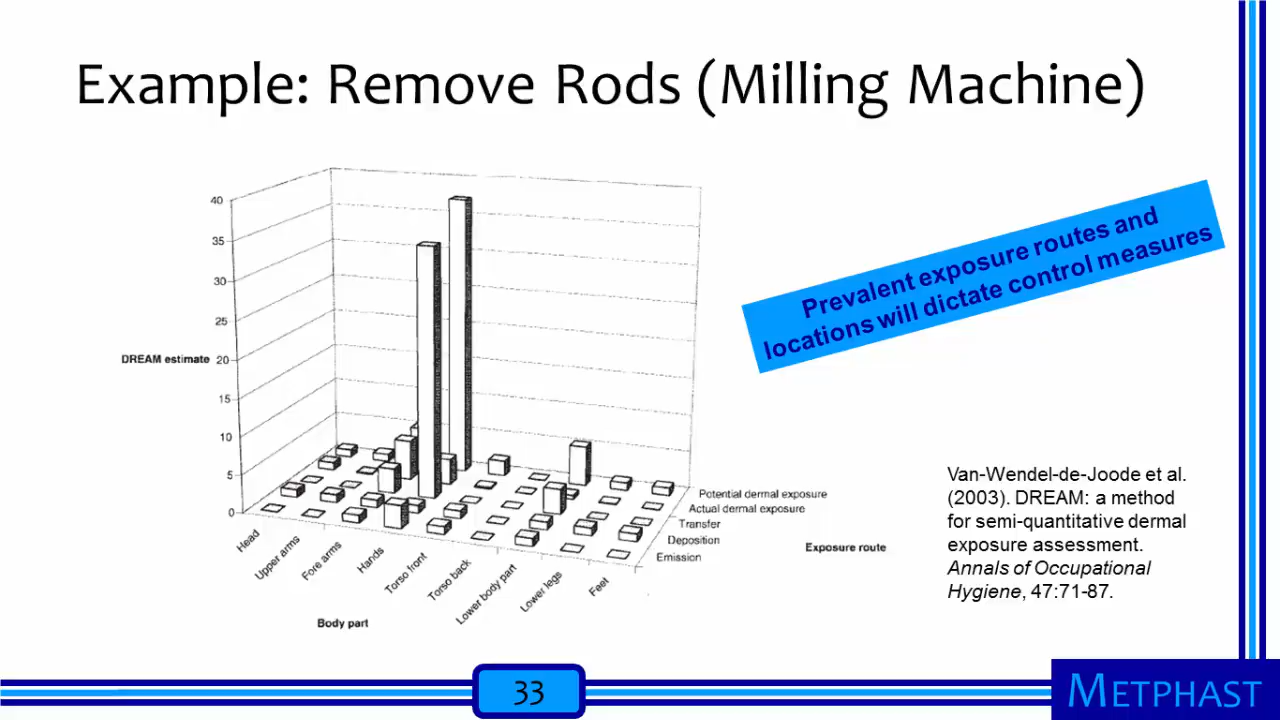 Example: Remove Rods (Milling Machine)
40
35
30
25
DREAM estimate 20
15
10
5
0
Head
Upper arms
Fore arms
Hands
Torso front
Torso back
Lower body part
Lower legs
Feet
Body part
Potential dermal exposure
Actual dermal exposure
Transfer
Deposition
Emission
Exposure route
Prevalent exposure routes and
locations will dictate control measures
Van-Wendel-de-Joode et al.
(2003). DREAM: a method
for semi-quantitative dermal
exposure assessment.
Annals of Occupational
Hygiene, 47:71-87.
33
METPHAST